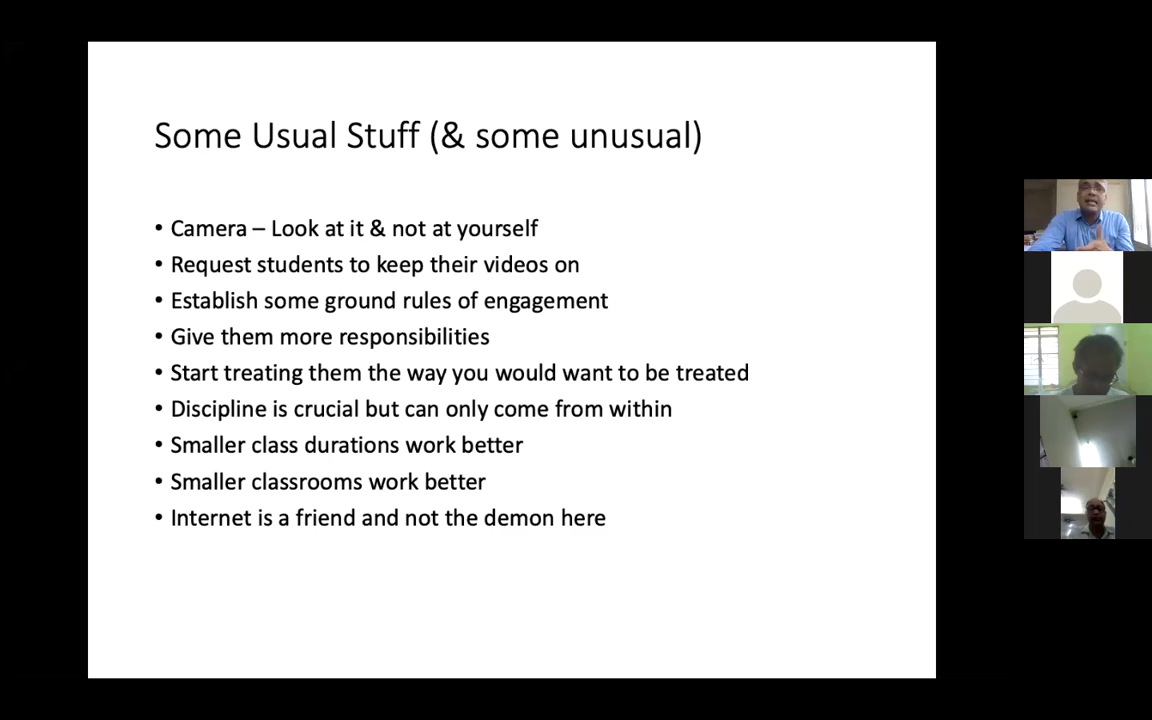 Some Usual Stuff (& some unusual)
• Camera – Look at it & not at yourself
• Request students to keep their videos on
• Establish some ground rules of engagement
• Give them more responsibilities
• Start treating them the way you would want to be treated
• Discipline is crucial but can only come from within
• Smaller class durations work better
• Smaller classrooms work better
• Internet is a friend and not the demon here